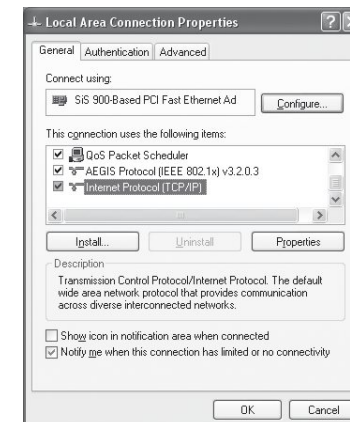 Local Area Connection Properties
General Authentication Advanced
Connect using:
SiS 900-Based PCI Fast Ethernet Ad Configure...
This connection uses the following items:
QoS Packet Scheduler
AEGIS Protocol (IEEE 802.1x) v3.2.0.3
Internet Protocol (TCP/IP)
Install... Uninstall Properties
Description
Transmission Control Protocol/Internet Protocol. The default
wide area network protocol that provides communication
across diverse interconnected networks.
Show icon in notification area when connected
Notify me when this connection has limited or no connectivity
OK Cancel